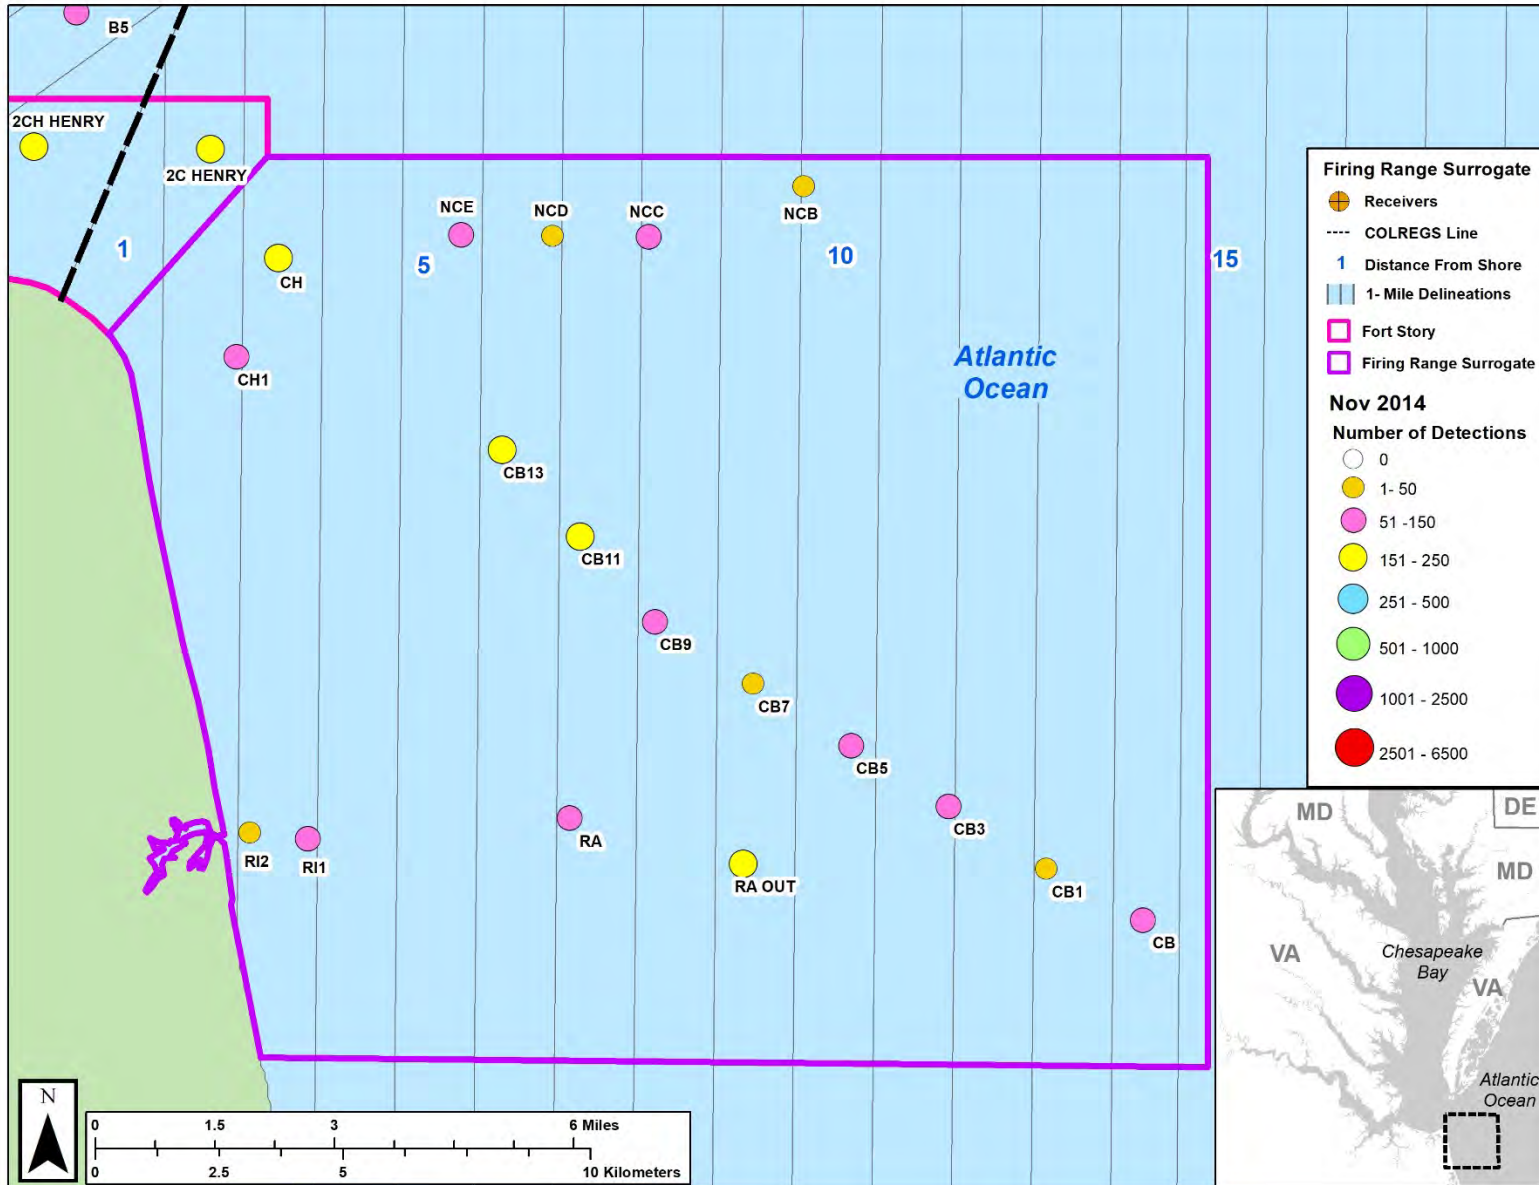 B5
2CH HENRY
2C HENRY
1
CH
CH1
NCE
NCD
NCC
NCB
5
10
15
Atlantic
Ocean
CB13
CB11
CB9
CB7
CB5
CB3
CB1
CB
RI2
RI1
RA
RA OUT
Firing Range Surrogate
Receivers
COLREGS Line
1 Distance From Shore
1- Mile Delineations
Fort Story
Firing Range Surrogate
Nov 2014
Number of Detections
0
1- 50
51 -150
151 - 250
251 - 500
501 - 1000
1001 - 2500
2501 - 6500
MD
DE
MD
VA
Chesapeake
Bay
VA
Atlantic
Ocean
N
0 1.5 3 6 Miles
0 2.5 5 10 Kilometers